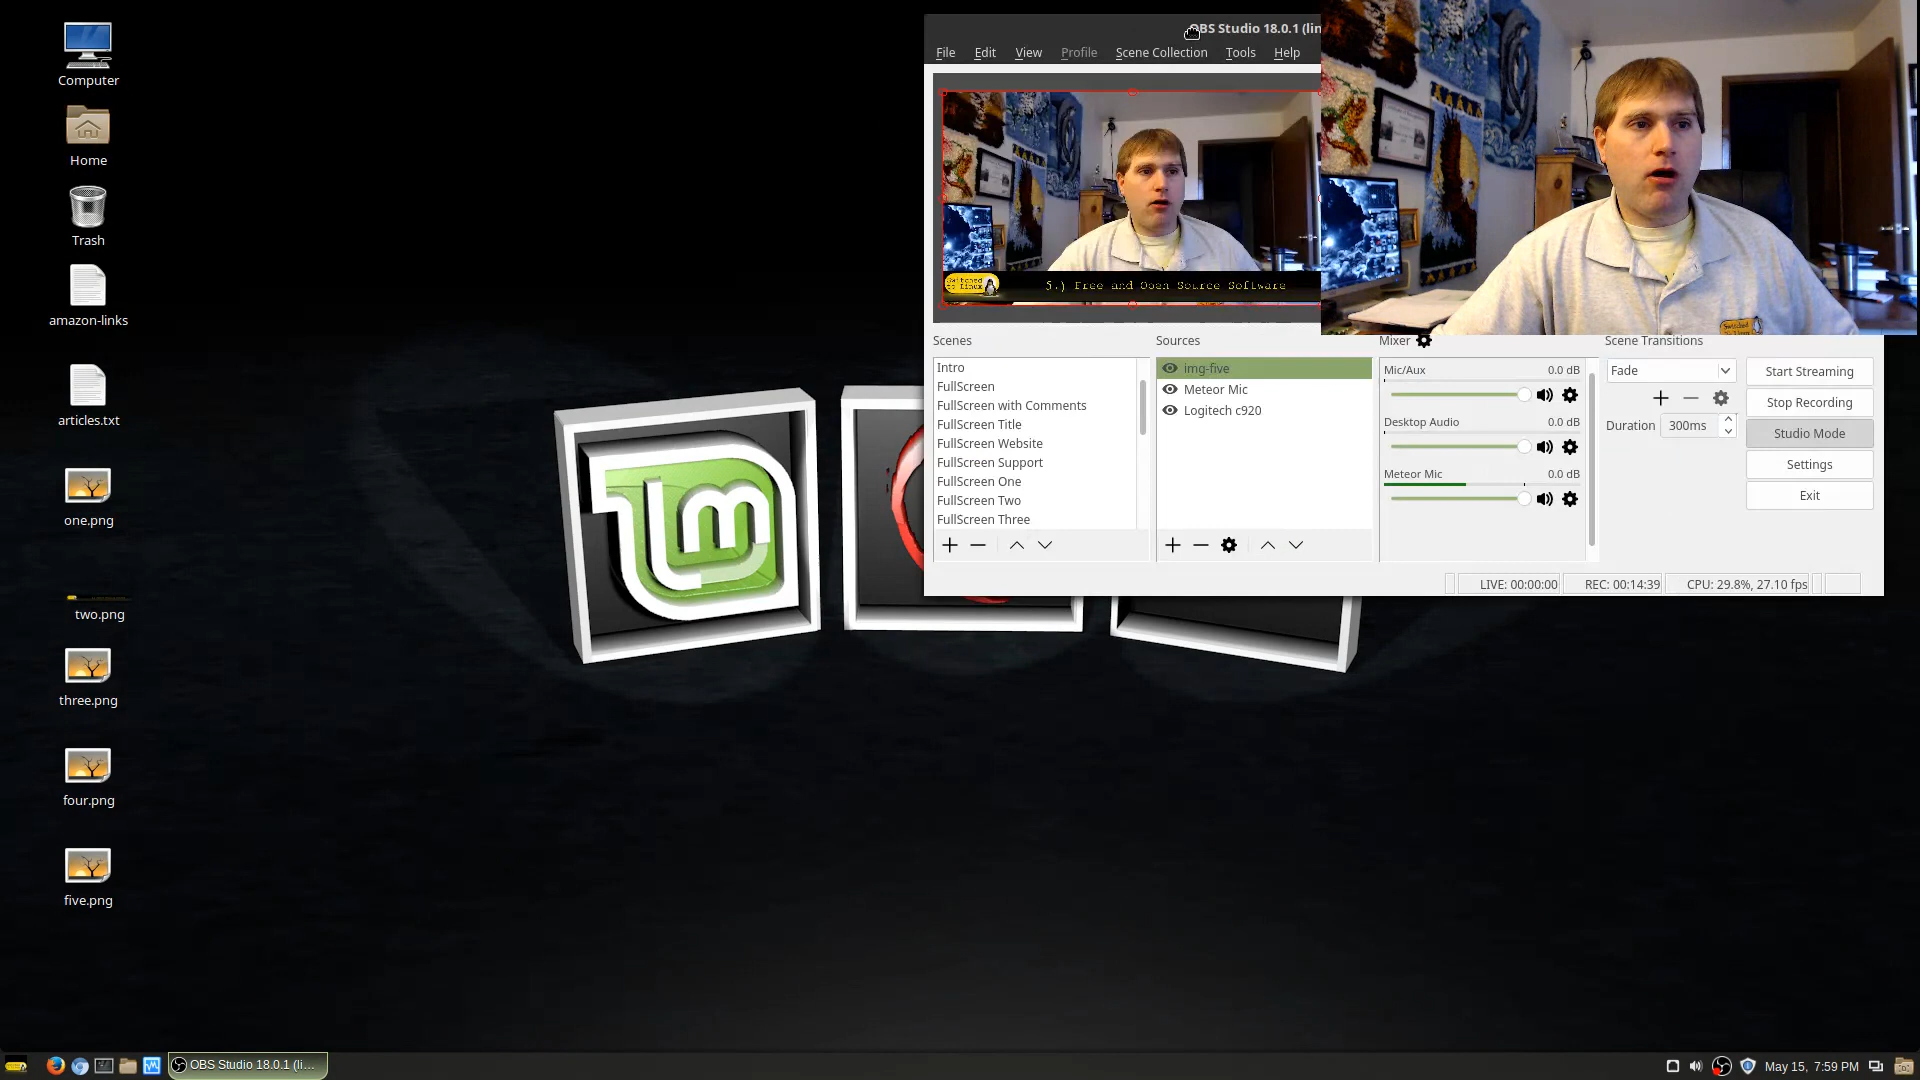 Computer
Home
Trash
amazon-links
articles.txt
one.png
two.png
three.png
four.png
five.png
OBS Studio 18.0.1 (lin
File Edit View Profile Scene Collection Tools Help
Switched to Linux
5.) Free and Open Source Software
Switched
Scenes
Intro
FullScreen
FullScreen with Comments
FullScreen Title
FullScreen Website
FullScreen Support
FullScreen One
FullScreen Two
FullScreen Three
Sources
img-five
Meteor Mic
Logitech c920
Mixer
Mic/Aux 0.0 dB
Desktop Audio 0.0 dB
Meteor Mic 0.0 dB
Scene Transitions
Fade
Duration 300ms
Start Streaming
Stop Recording
Studio Mode
Settings
Exit
LIVE: 00:00:00 REC: 00:14:39 CPU: 29.8%, 27.10 fps
OBS Studio 18.0.1 (li...
May 15, 7:59 PM